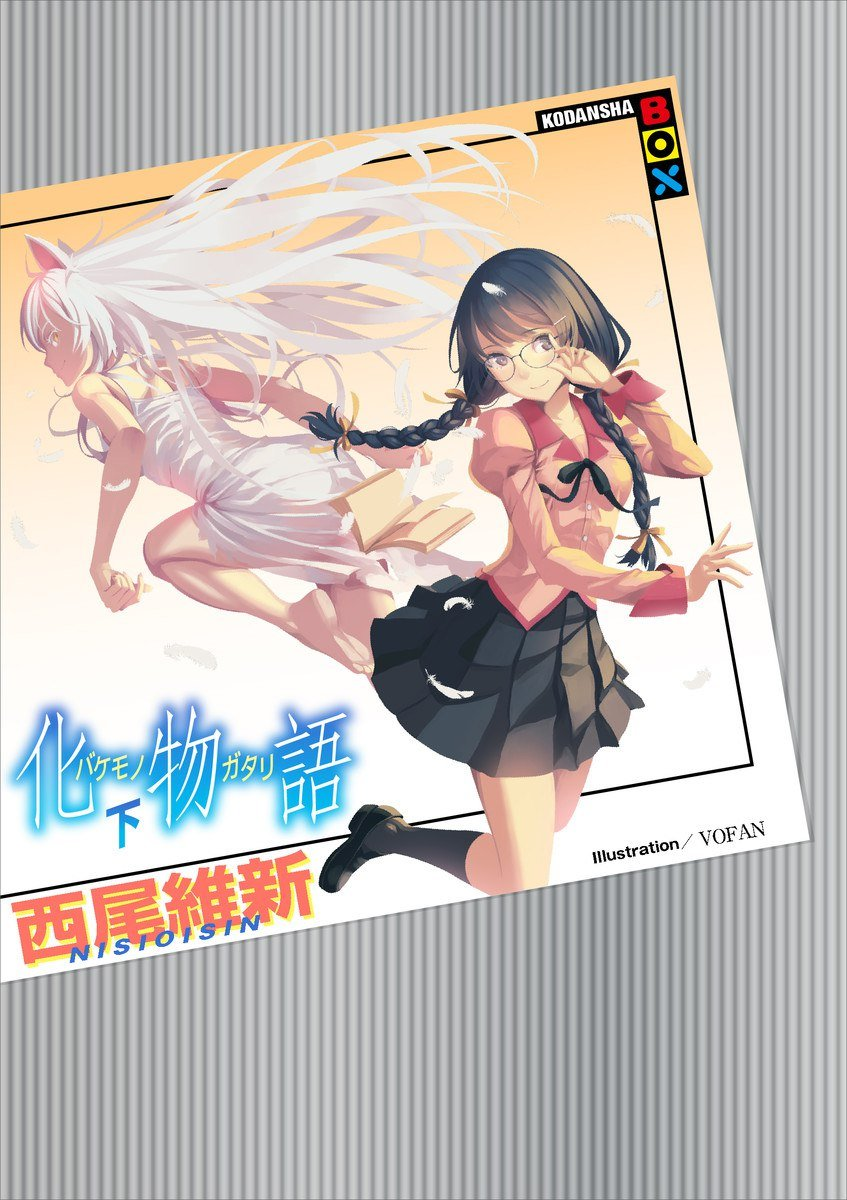 KODANSHA
BOX
化物語
バケモノガタリ
下
Illustration／VOFAN
西尾維新
NISIOISIN